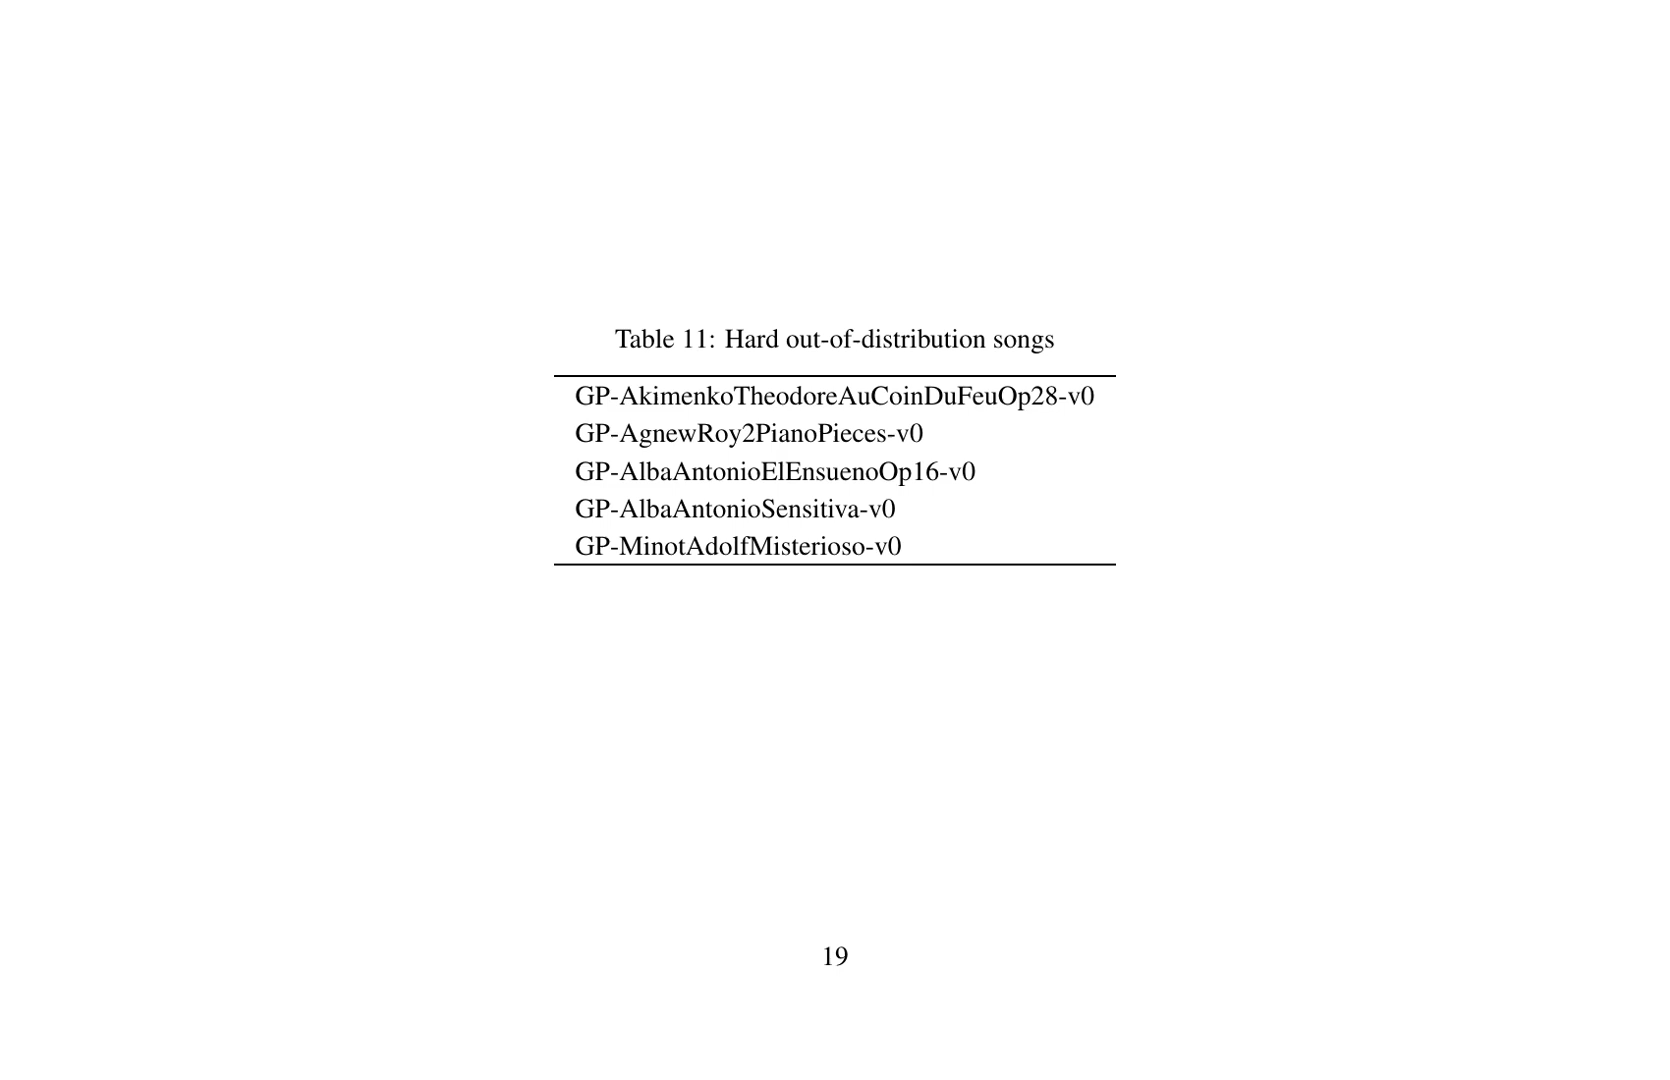 Table 11: Hard out-of-distribution songs
GP-AkimenkoTheodoreAuCoinDuFeuOp28-v0
GP-AgnewRoy2PianoPieces-v0
GP-AlbaAntonioElEnsuenoOp16-v0
GP-AlbaAntonioSensitiva-v0
GP-MinotAdolfMisterioso-v0
19